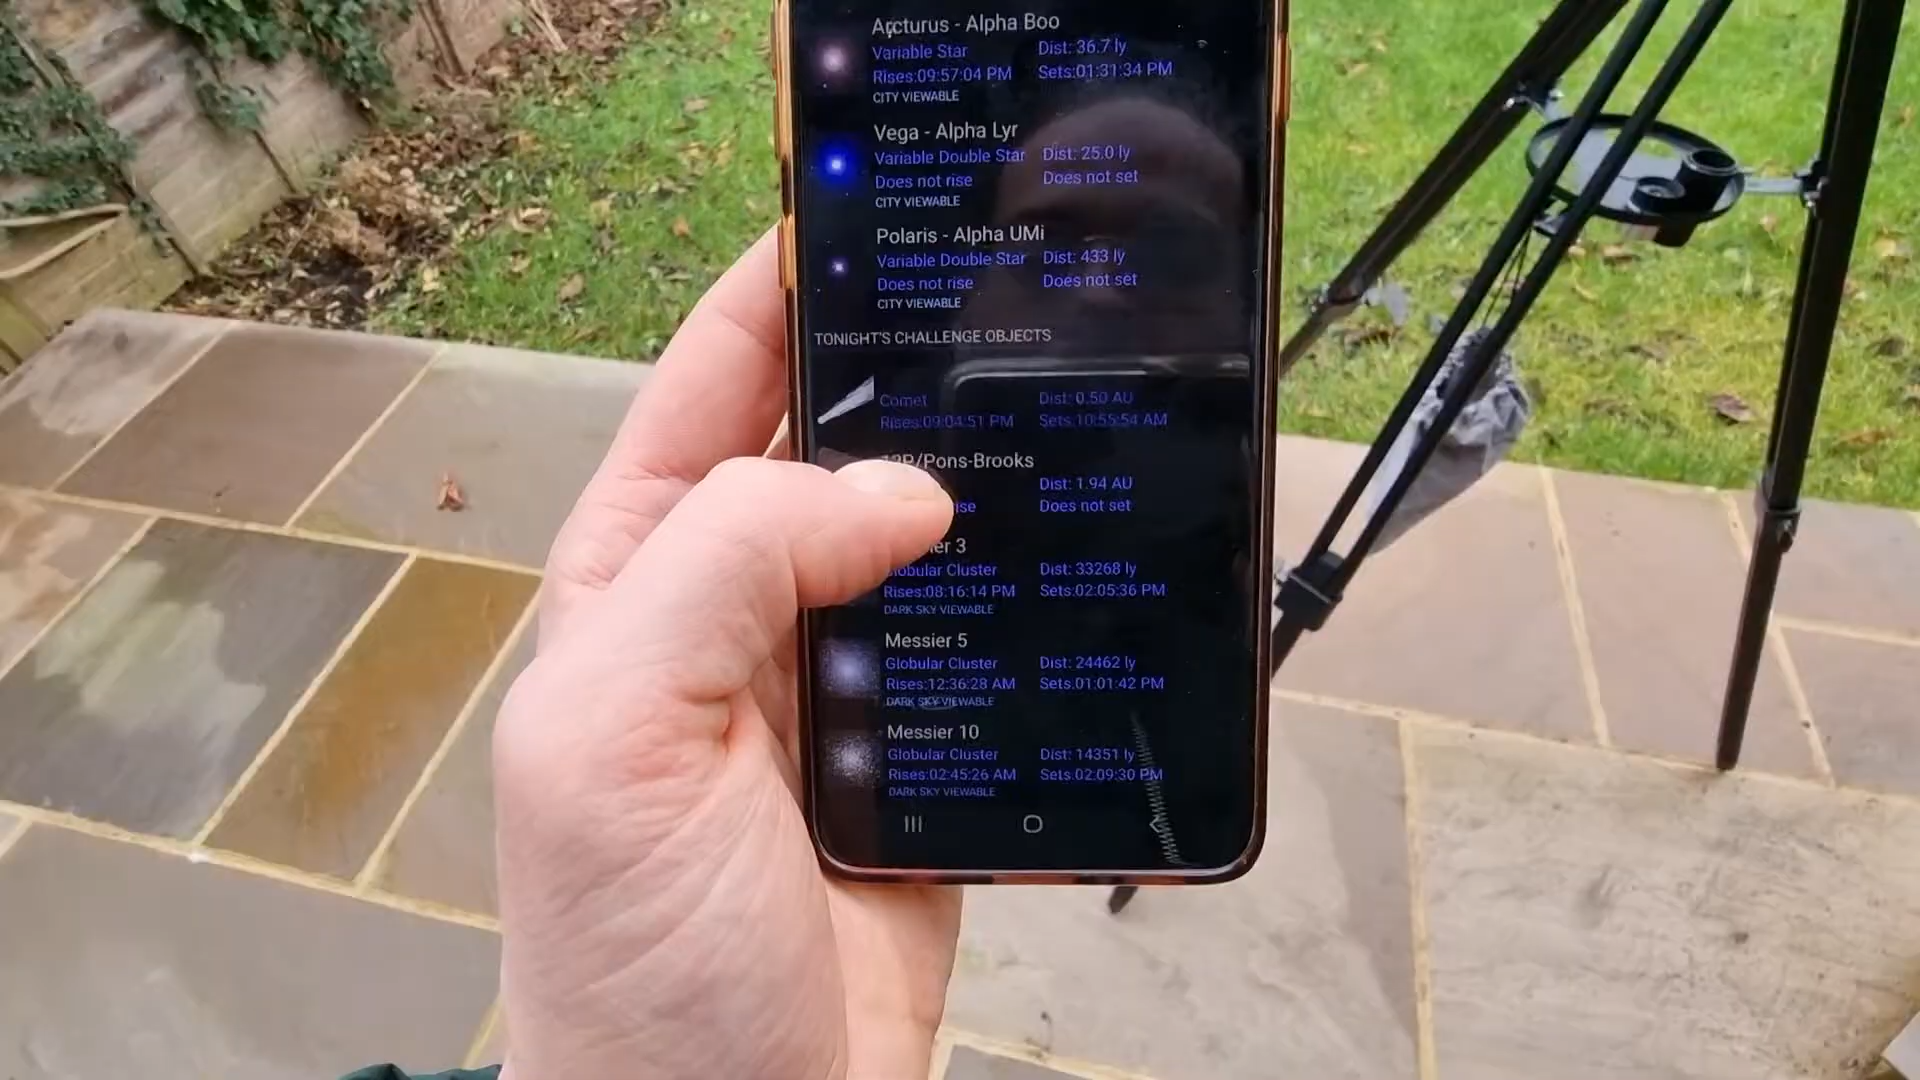 Arcturus - Alpha Boo
Variable Star Dist: 36.7 ly
Rises:09:57:04 PM Sets:01:31:34 PM
CITY VIEWABLE
Vega - Alpha Lyr
Variable Double Star Dist: 25.0 ly
Does not rise Does not set
CITY VIEWABLE
Polaris - Alpha UMi
Variable Double Star Dist: 433 ly
Does not rise Does not set
CITY VIEWABLE
TONIGHT'S CHALLENGE OBJECTS
Comet Dist: 0.50 AU
Rises:09:04:51 PM Sets:10:55:54 AM
/Pons-Brooks
Dist: 1.94 AU
ise Does not set
ier 3
Globular Cluster Dist: 33268 ly
Rises:08:16:14 PM Sets:02:05:36 PM
DARK SKY VIEWABLE
Messier 5
Globular Cluster Dist: 24462 ly
Rises:12:36:28 AM Sets:01:01:42 PM
DARK SKY VIEWABLE
Messier 10
Globular Cluster Dist: 14351 ly
Rises:02:45:26 AM Sets:02:09:30 PM
DARK SKY VIEWABLE